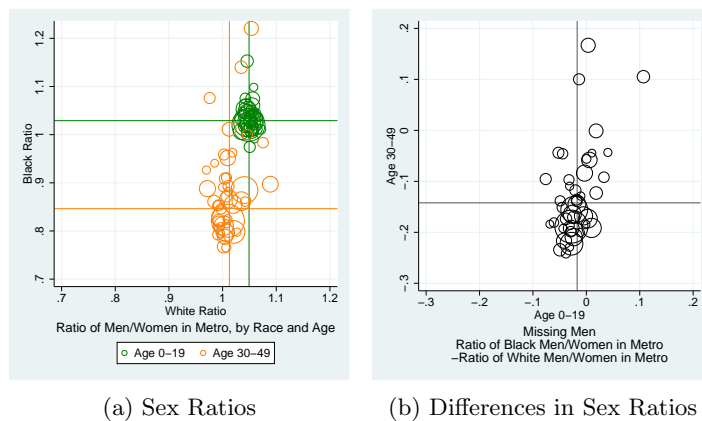 Black Ratio
1.2
1.1
1
.9
.8
.7
.7
.8
.9
1
1.1
1.2
White Ratio
Ratio of Men/Women in Metro, by Race and Age
Age 0−19 Age 30−49
(a) Sex Ratios
Age 30−49
.2
.1
0
−.1
−.2
−.3
−.3
−.2
−.1
0
.1
.2
Age 0−19
Missing Men
Ratio of Black Men/Women in Metro
−Ratio of White Men/Women in Metro
(b) Differences in Sex Ratios